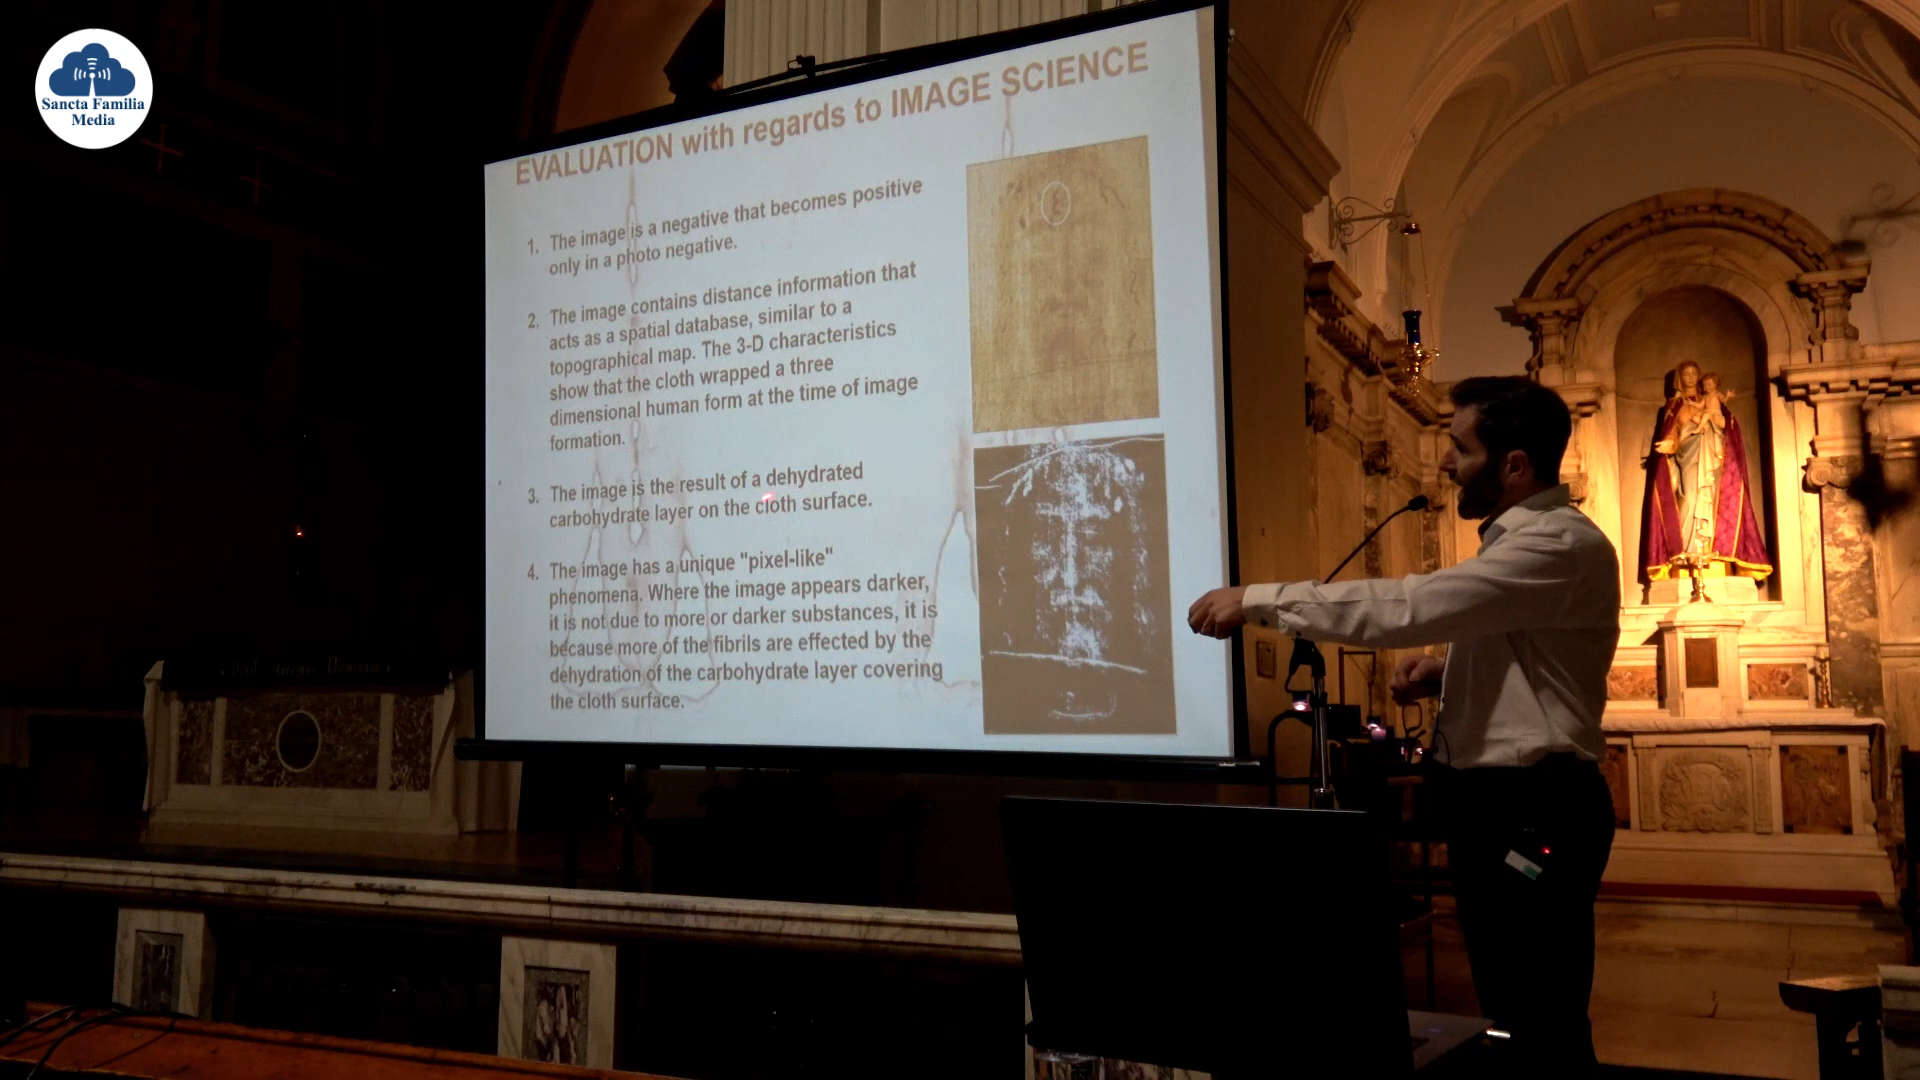 Sancta Familia
Media
EVALUATION with regards to IMAGE SCIENCE
1. The image is a negative that becomes positive
only in a photo negative.
2. The image contains distance information that
acts as a spatial database, similar to a
topographical map. The 3-D characteristics
show that the cloth wrapped a three
dimensional human form at the time of image
formation.
3. The image is the result of a dehydrated
carbohydrate layer on the cloth surface.
4. The image has a unique "pixel-like"
phenomena. Where the image appears darker,
it is not due to more or darker substances, it is
because more of the fibrils are effected by the
dehydration of the carbohydrate layer covering
the cloth surface.